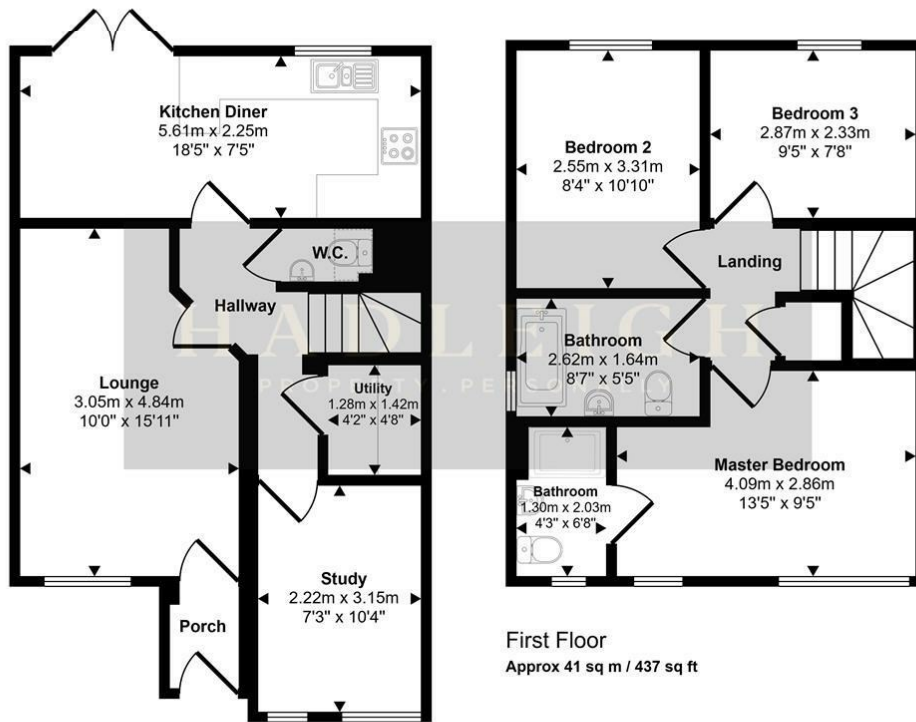 Kitchen Diner
5.61m x 2.25m
18'5" x 7'5"
W.C.
Hallway
Lounge
3.05m x 4.84m
10'0" x 15'11"
Utility
1.28m x 1.42m
4'2" x 4'8"
Study
2.22m x 3.15m
7'3" x 10'4"
Porch
Bedroom 2
2.55m x 3.31m
8'4" x 10'10"
Bedroom 3
2.87m x 2.33m
9'5" x 7'8"
Landing
Bathroom
2.62m x 1.64m
8'7" x 5'5"
Bathroom
1.30m x 2.03m
4'3" x 6'8"
Master Bedroom
4.09m x 2.86m
13'5" x 9'5"
First Floor
Approx 41 sq m / 437 sq ft
HADLEIGH
PROPERTY. PERSONALLY